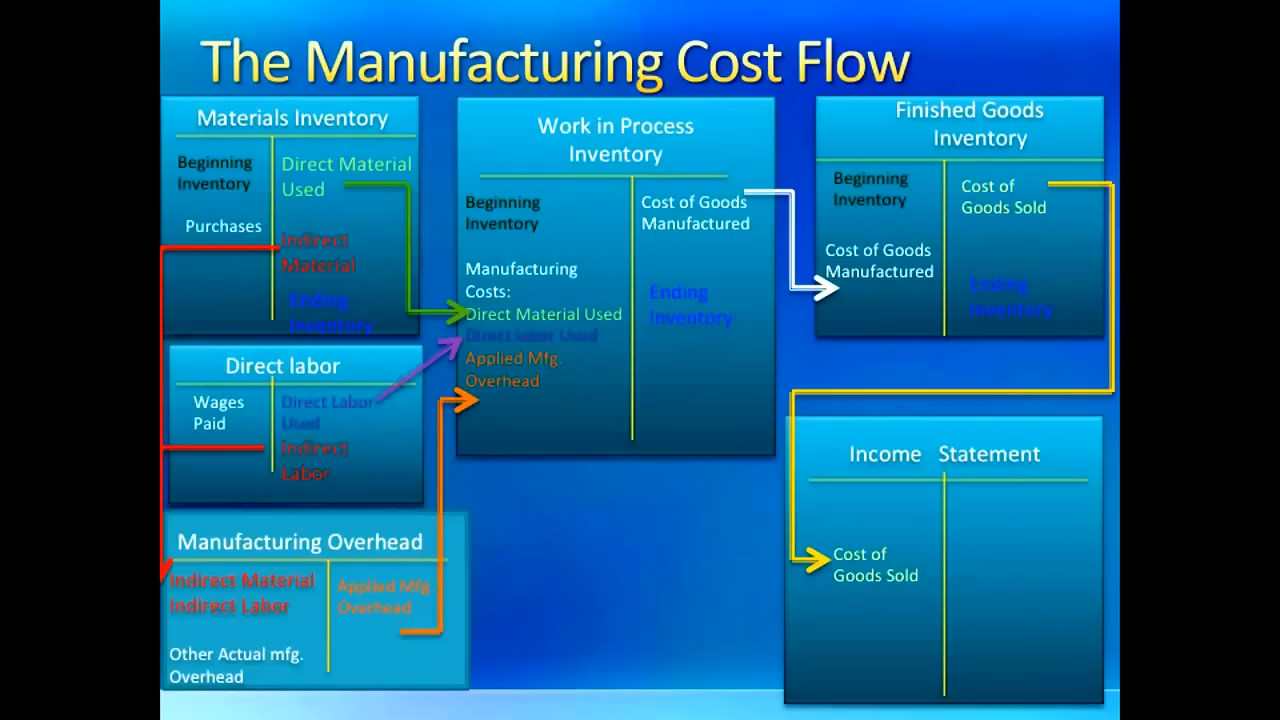 The Manufacturing Cost Flow
Materials Inventory
Beginning
Inventory
Purchases
Direct Material
Used
Indirect
Material
Ending
Inventory
Direct labor
Wages
Paid
Direct Labor
Used
Indirect
Labor
Manufacturing Overhead
Indirect Material
Indirect Labor
Other Actual mfg.
Overhead
Applied Mfg
Overhead
Work in Process
Inventory
Beginning
Inventory
Manufacturing
Costs:
Direct Material Used
Direct labor Used
Applied Mfg.
Overhead
Cost of Goods
Manufactured
Ending
Inventory
Finished Goods
Inventory
Beginning
Inventory
Cost of Goods
Manufactured
Cost of
Goods Sold
Ending
Inventory
Income Statement
Cost of
Goods Sold